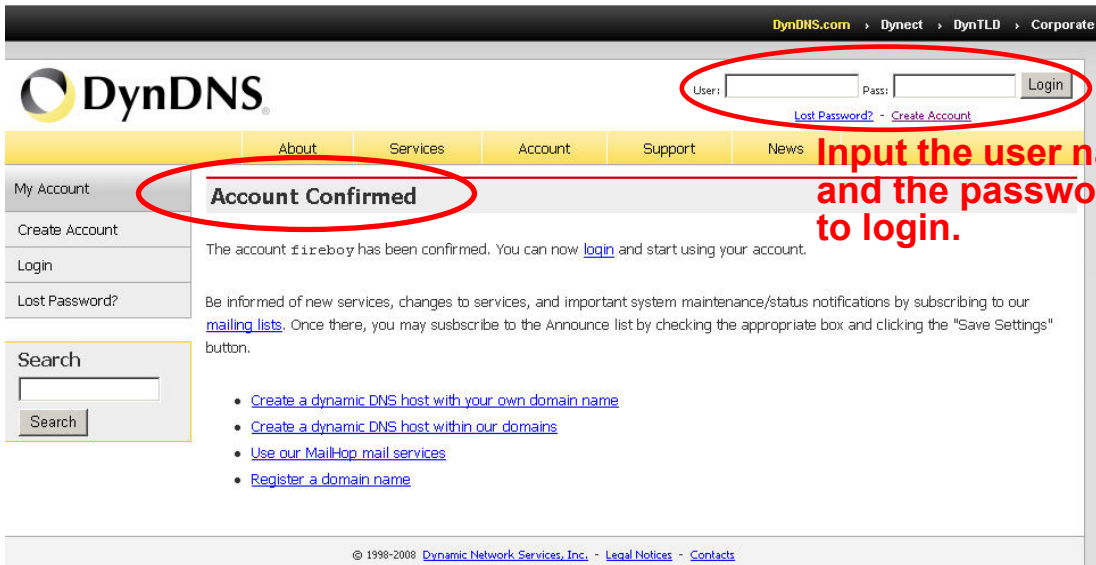 DynDNS.com › Dynect › DynTLD › Corporate
DynDNS
User: Pass: Login
Lost Password? - Create Account
About Services Account Support News
Input the user
and the
to login.
My Account
Create Account
Login
Lost Password?
Search
Search
Account Confirmed
The account fireboy has been confirmed. You can now login and start using your account.
Be informed of new services, changes to services, and important system maintenance/status notifications by subscribing to our
mailing lists. Once there, you may susbscribe to the Announce list by checking the appropriate box and clicking the "Save Settings"
button.
• Create a dynamic DNS host with your own domain name
• Create a dynamic DNS host within our domains
• Use our MailHop mail services
• Register a domain name
© 1998-2008 Dynamic Network Services, Inc. - Legal Notices - Contacts